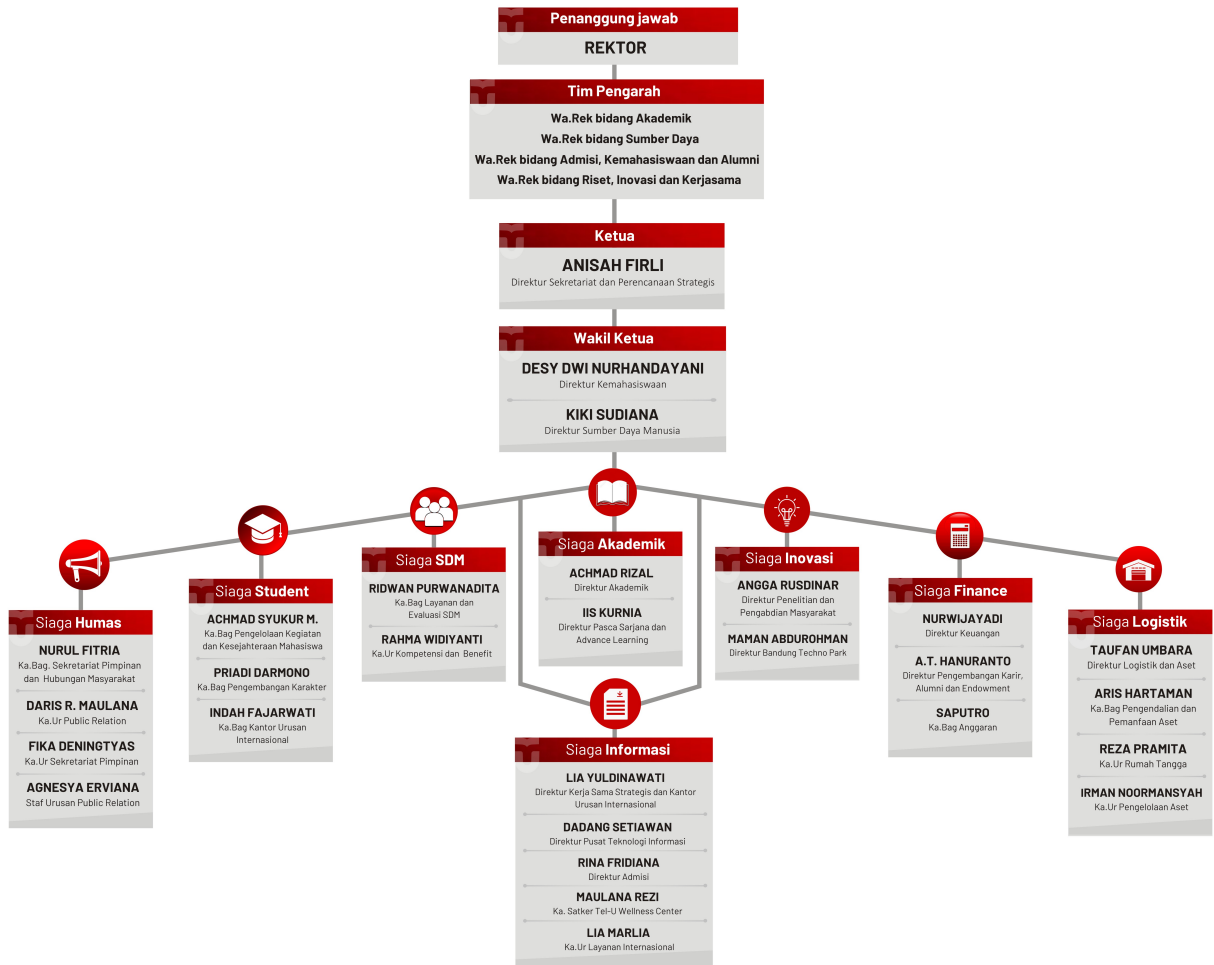 Penanggung jawab
REKTOR
Tim Pengarah
Wa.Rek bidang Akademik
Wa.Rek bidang Sumber Daya
Wa.Rek bidang Admisi, Kemahasiswaan dan Alumni
Wa.Rek bidang Riset, Inovasi dan Kerjasama
Ketua
ANISAH FIRLI
Direktur Sekretariat dan Perencanaan Strategis
Wakil Ketua
DESY DWI NURHANDAYANI
Direktur Kemahasiswaan
KIKI SUDIANA
Direktur Sumber Daya Manusia
Siaga Humas
NURUL FITRIA
Ka.Bag. Sekretariat Pimpinan
dan Hubungan Masyarakat
DARIS R. MAULANA
Ka.Ur Public Relation
FIKA DENINGTYAS
Ka.Ur Sekretariat Pimpinan
AGNESYA ERVIANA
Staf Urusan Public Relation
Siaga Student
ACHMAD SYUKUR M.
Ka.Bag Pengelolaan Kegiatan
dan Kesejahteraan Mahasiswa
PRIADI DARMONO
Ka.Bag Pengembangan Karakter
INDAH FAJARWATI
Ka.Bag Kantor Urusan
Internasional
Siaga SDM
RIDWAN PURWANADITA
Ka.Bag Layanan dan
Evaluasi SDM
RAHMA WIDIYANTI
Ka.Ur Kompetensi dan Benefit
Siaga Akademik
ACHMAD RIZAL
Direktur Akademik
IIS KURNIA
Direktur Pasca Sarjana dan
Advance Learning
Siaga Informasi
LIA YULDINAWATI
Direktur Kerja Sama Strategis dan Kantor
Urusan Internasional
DADANG SETIAWAN
Direktur Pusat Teknologi Informasi
RINA FRIDIANA
Direktur Admisi
MAULANA REZI
Ka. Satker Tel-U Wellness Center
LIA MARLIA
Ka.Ur Layanan Internasional
Siaga Inovasi
ANGGA RUSDINAR
Direktur Penelitian dan
Pengabdian Masyarakat
MAMAN ABDUROHMAN
Direktur Bandung Techno Park
Siaga Finance
NURWIJAYADI
Direktur Keuangan
A.T. HANURANTO
Direktur Pengembangan Karir,
Alumni dan Endowment
SAPUTRO
Ka.Bag Anggaran
Siaga Logistik
TAUFAN UMBARA
Direktur Logistik dan Aset
ARIS HARTAMAN
Ka.Bag Pengendalian dan
Pemanfaan Aset
REZA PRAMITA
Ka.Ur Rumah Tangga
IRMAN NOORMANSYAH
Ka.Ur Pengelolaan Aset